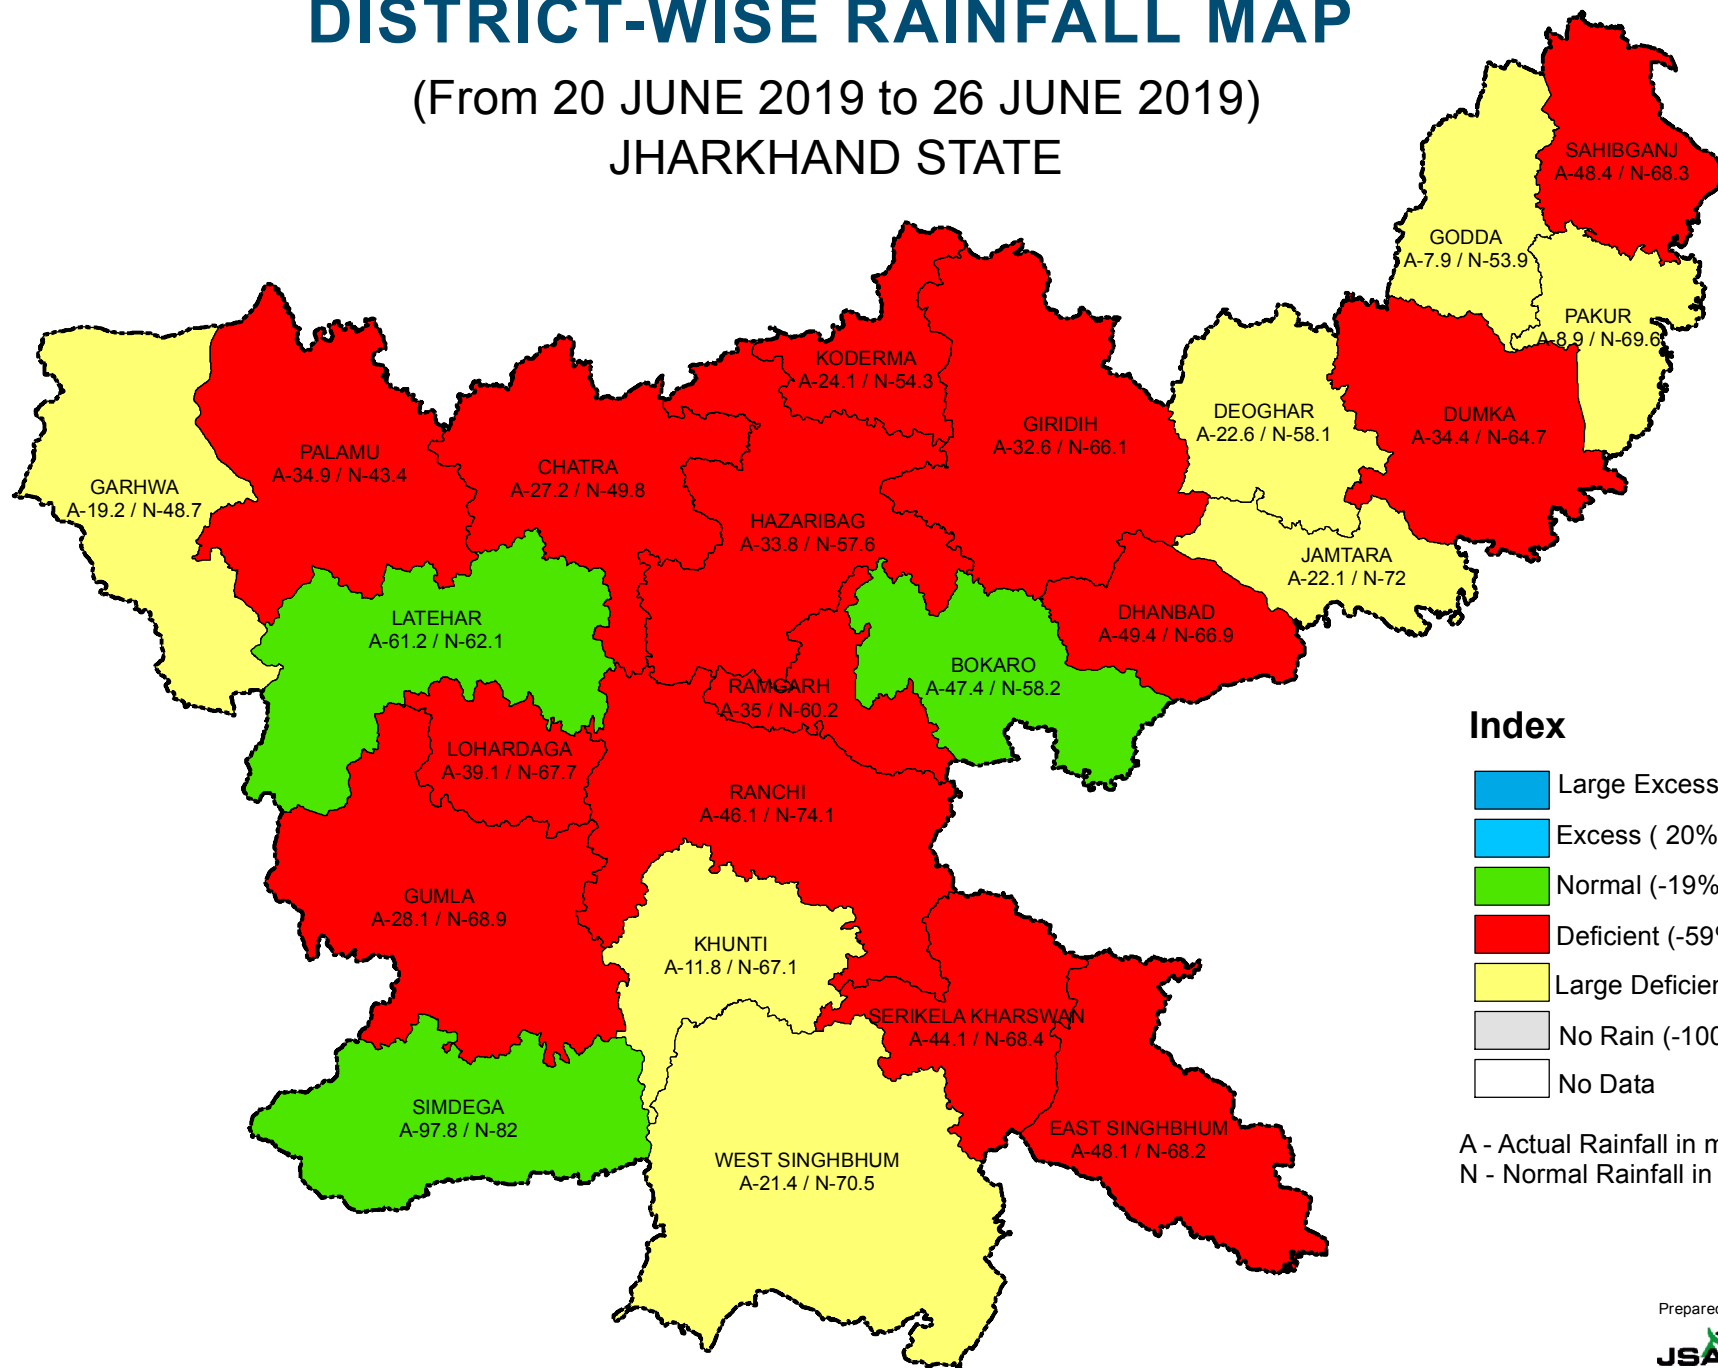 DISTRICT-WISE RAINFALL MAP
(From 20 JUNE 2019 to 26 JUNE 2019)
JHARKHAND STATE
SAHIBGANJ
A-48.4 / N-68.3
GODDA
A-7.9 / N-53.9
PAKUR
A-8.9 / N-69.6
KODERMA
A-24.1 / N-54.3
GIRIDIH
A-32.6 / N-66.1
DEOGHAR
A-22.6 / N-58.1
DUMKA
A-34.4 / N-64.7
PALAMU
A-34.9 / N-43.4
CHATRA
A-27.2 / N-49.8
GARHWA
A-19.2 / N-48.7
HAZARIBAG
A-33.8 / N-57.6
JAMTARA
A-22.1 / N-72
LATEHAR
A-61.2 / N-62.1
DHANBAD
A-49.4 / N-66.9
BOKARO
A-47.4 / N-58.2
RAMGARH
A-35 / N-60.2
LOHARDAGA
A-39.1 / N-67.7
RANCHI
A-46.1 / N-74.1
GUMLA
A-28.1 / N-68.9
KHUNTI
A-11.8 / N-67.1
SERIKELA KHARSWAN
A-44.1 / N-68.4
SIMDEGA
A-97.8 / N-82
EAST SINGHBHUM
A-48.1 / N-68.2
WEST SINGHBHUM
A-21.4 / N-70.5
Index
Large Excess
Excess ( 20%
Normal (-19%
Deficient (-59%
Large Deficien
No Rain (-100
No Data
A - Actual Rainfall in m
N - Normal Rainfall in
Prepared
JSA